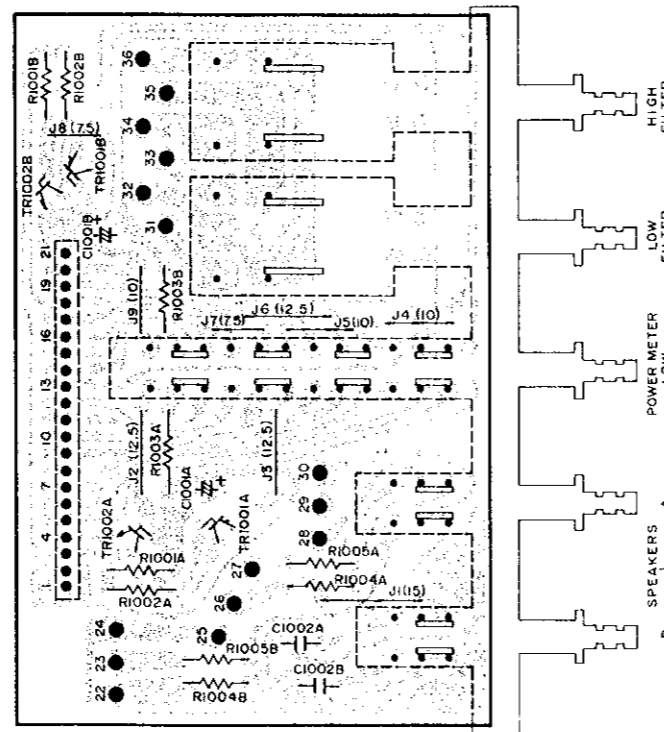 R1001B
R1002B
J8 (7.5)
TR1002B
TR1001B
C1001B
+
36
35
34
33
32
31
21
19
16
13
10
7
4
1
J9 (10)
R1003B
J6 (12.5)
J7(7.5)
J5(10)
J4 (10)
J2 (12.5)
R1003A
C1001A
+
J3 (12.5)
TR1002A
TR1001A
R1001A
R1002A
30
29
28
27
26
25
R1005A
R1004A
J1(15)
24
23
22
R1005B
R1004B
C1002A
C1002B
HIGH
LOW
POWER METER
SPEAKERS